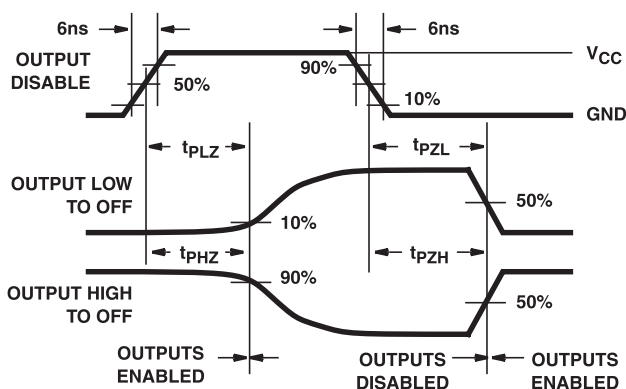 6ns
6ns
OUTPUT
DISABLE
90%
50%
10%
VCC
GND
tPLZ
tPZL
OUTPUT LOW
TO OFF
10%
50%
tPHZ
tPZH
OUTPUT HIGH
TO OFF
90%
50%
OUTPUTS
ENABLED
OUTPUTS
DISABLED
OUTPUTS
ENABLED